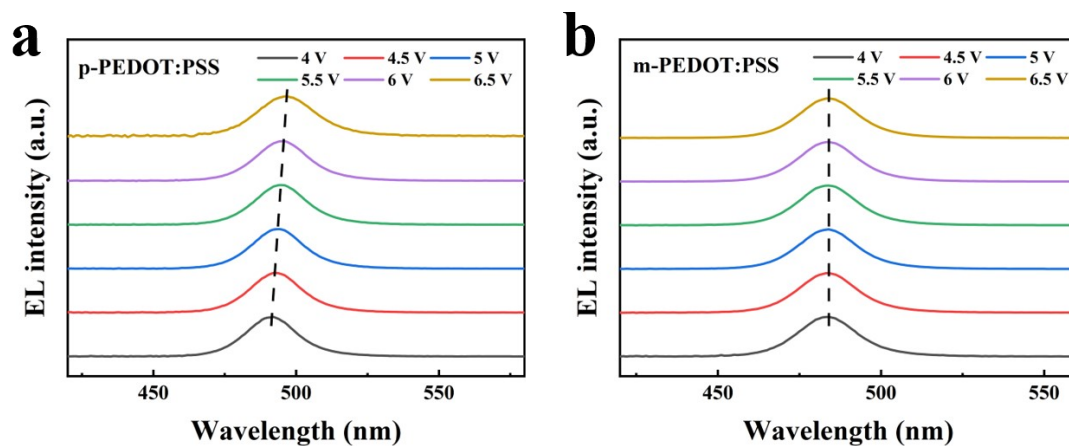 a
p-PEDOT:PSS
4 V 4.5 V 5 V
5.5 V 6 V 6.5 V
EL intensity (a.u.)
450 500 550
Wavelength (nm)
b
m-PEDOT:PSS
4 V 4.5 V 5 V
5.5 V 6 V 6.5 V
EL intensity (a.u.)
450 500 550
Wavelength (nm)